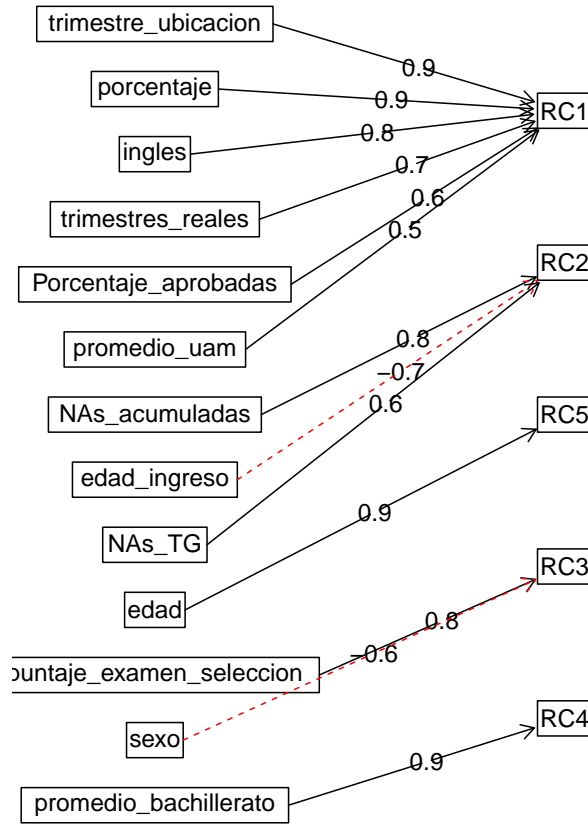 trimestre_ubicacion
0.9
porcentaje
0.9
RC1
ingles
0.8
0.7
trimestres_reales
0.6
0.5
Porcentaje_aprobadas
RC2
promedio_uam
0.8
−0.7
NAs_acumuladas
0.6
RC5
edad_ingreso
0.9
NAs_TG
RC3
edad
0.8
−0.6
ountaje_examen_seleccion
RC4
sexo
0.9
promedio_bachillerato